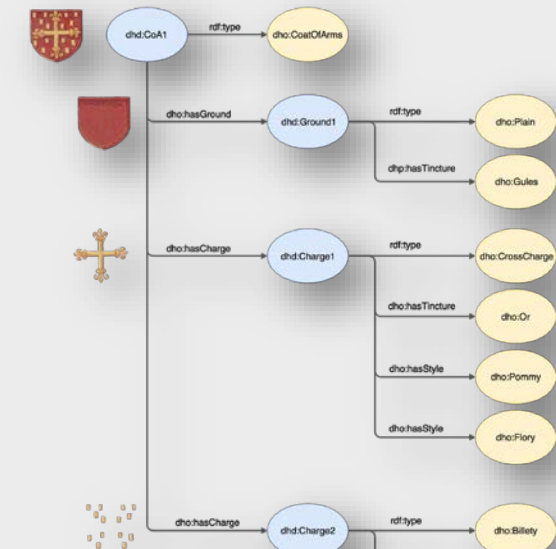 dhd:CoA1
rdf:type
dho:CoatOfArms
dho:hasGround
dhd:Ground1
rdf:type
dho:Plain
dhp:hasTincture
dho:Gules
dho:hasCharge
dhd:Charge1
rdf:type
dho:CrossCharge
dho:hasTincture
dho:Or
dho:hasStyle
dho:Pommy
dho:hasStyle
dho:Flory
dho:hasCharge
dhd:Charge2
rdf:type
dho:Billety